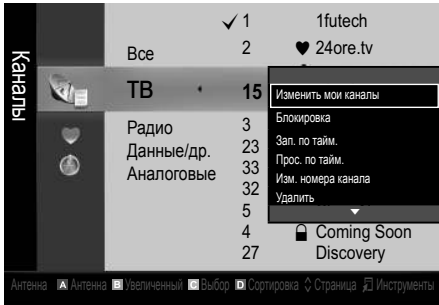 Каналы
✓ 1 1futech
Все 2 ♥ 24ore.tv
ТВ 15
Радио 3
Данные/др. 23
Аналоговые 33
32
5
4 Coming Soon
27 Discovery
Изменить мои каналы
Блокировка
Зап. по тайм.
Прос. по тайм.
Изм. номера канала
Удалить
Антенна A Антенна B Увеличенный C Выбор D Сортировка Страница Инструменты